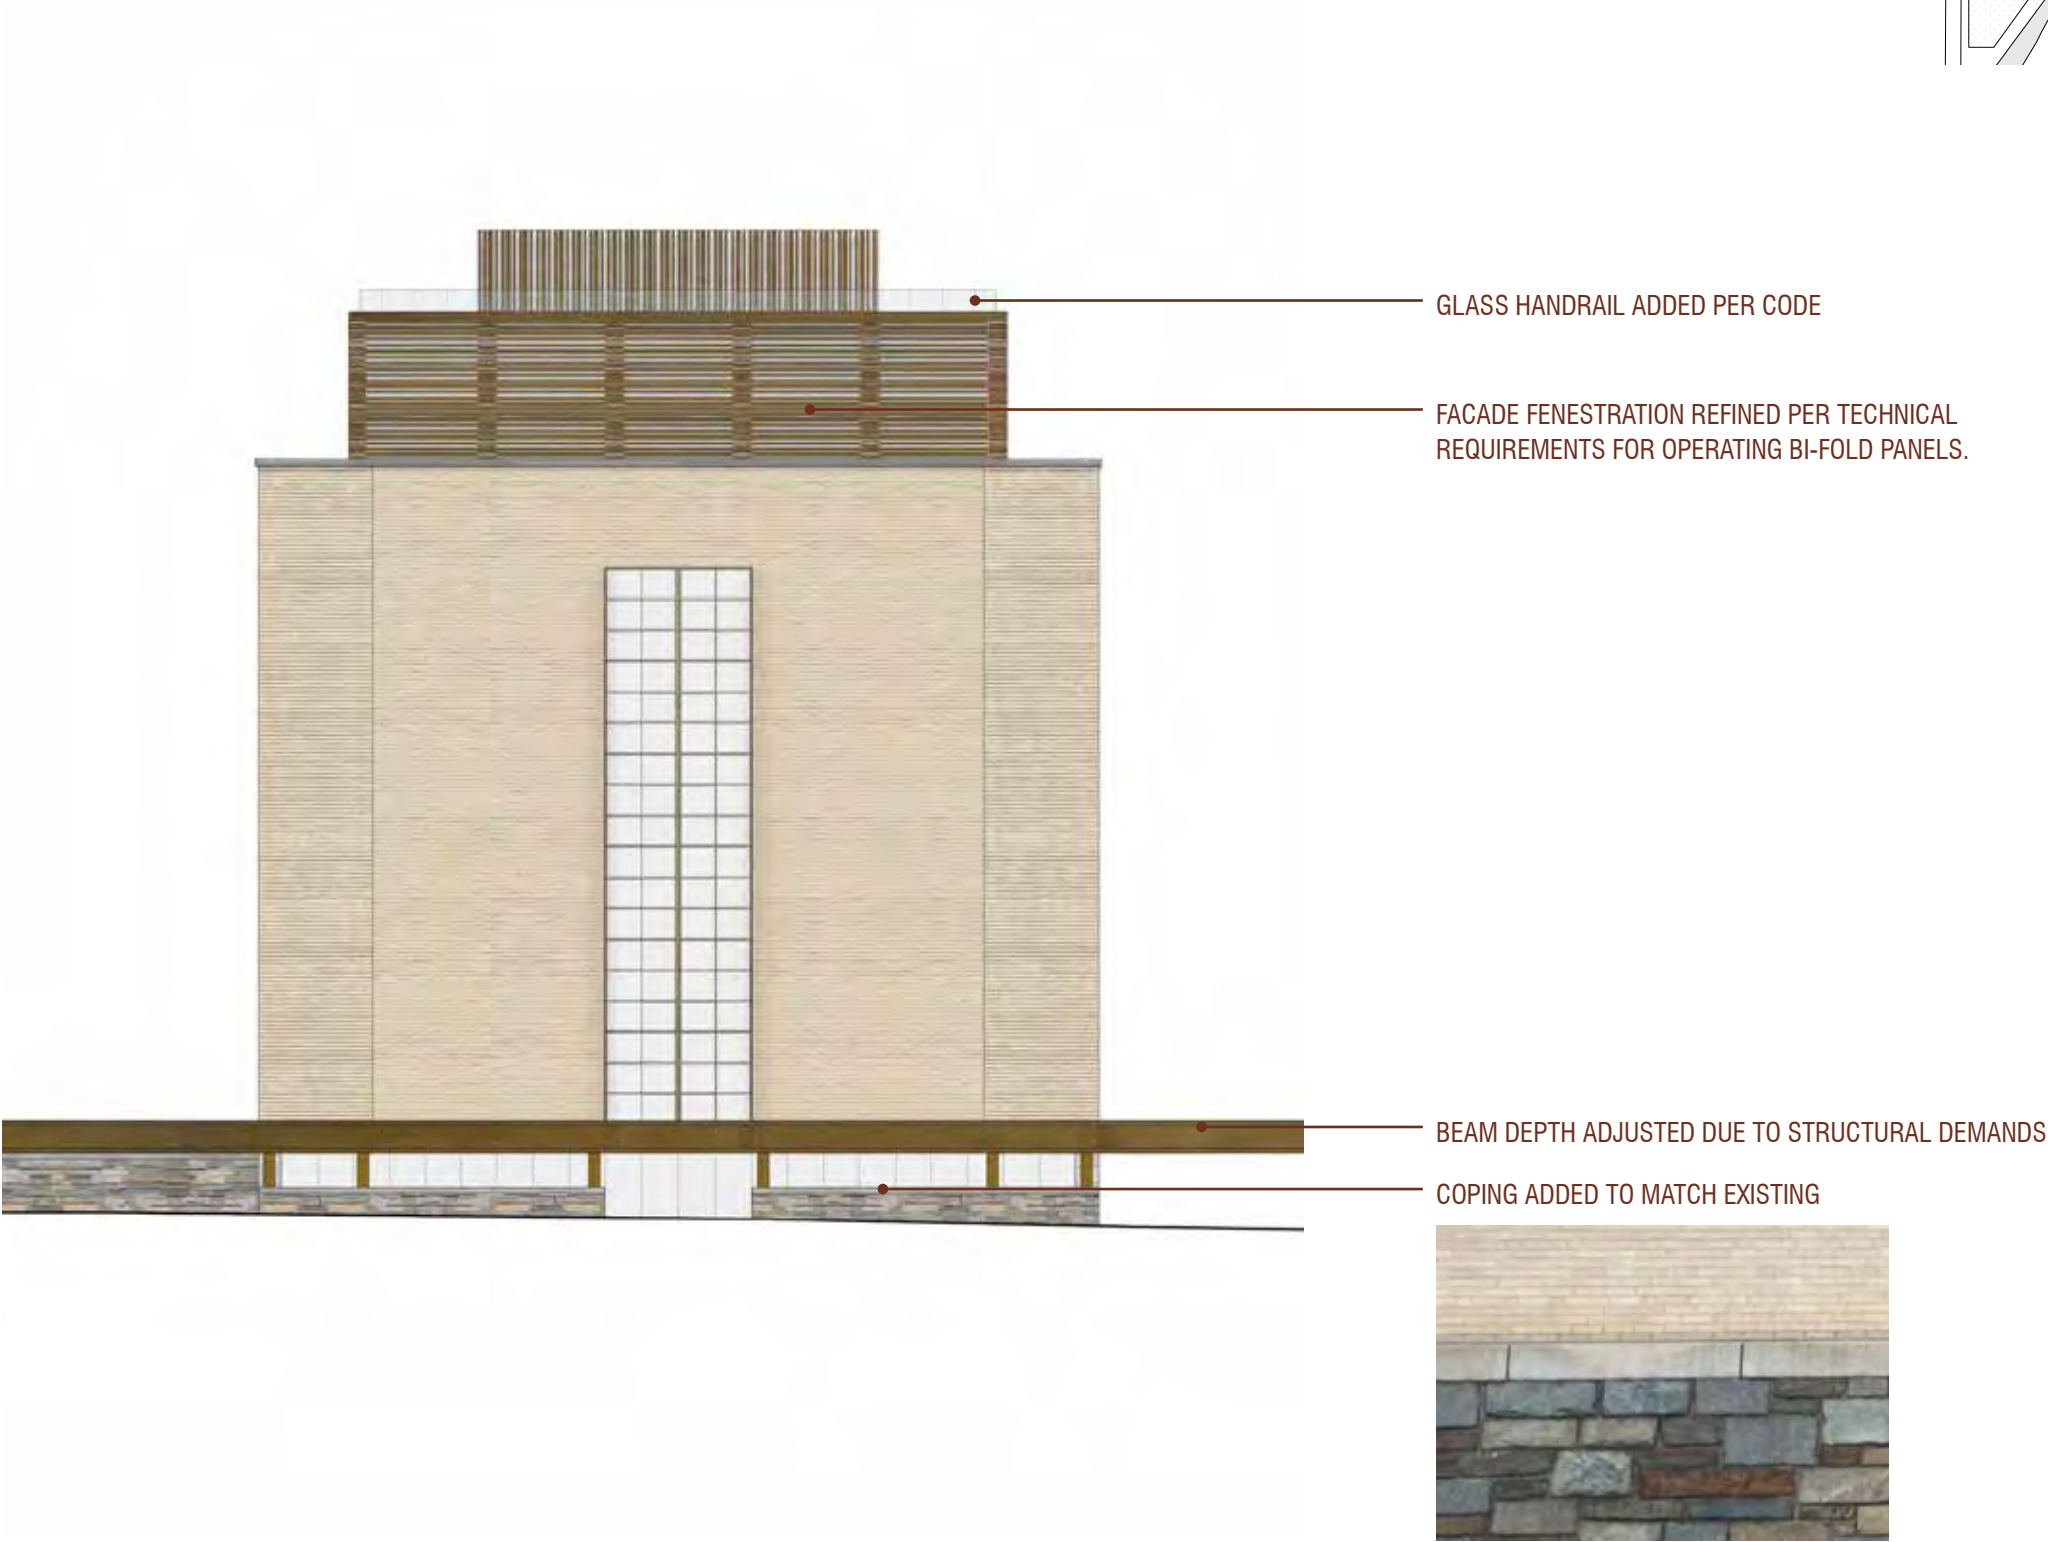 GLASS HANDRAIL ADDED PER CODE
FACADE FENESTRATION REFINED PER TECHNICAL
REQUIREMENTS FOR OPERATING BI-FOLD PANELS.
BEAM DEPTH ADJUSTED DUE TO STRUCTURAL DEMANDS
COPING ADDED TO MATCH EXISTING